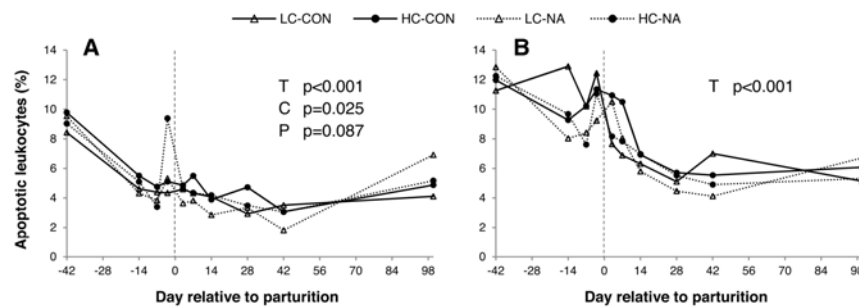 LC-CON HC-CON LC-NA HC-NA
A
T p<0.001
C p=0.025
P p=0.087
Apoptotic leukocytes (%)
14
12
10
8
6
4
2
0
-42 -28 -14 0 14 28 42 56 70 84 98
Day relative to parturition
B
T p<0.001
14
12
10
8
6
4
2
0
-42 -28 -14 0 14 28 42 56 70 84 98
Day relative to parturition